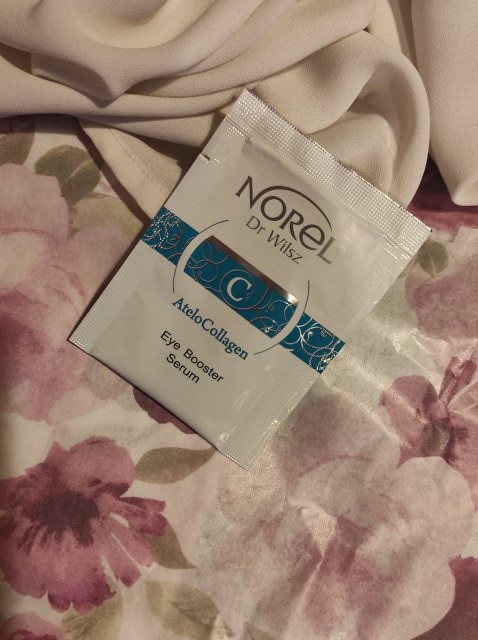 NOREL
Dr Wilsz
C
AteloCollagen
Eye Booster
Serum